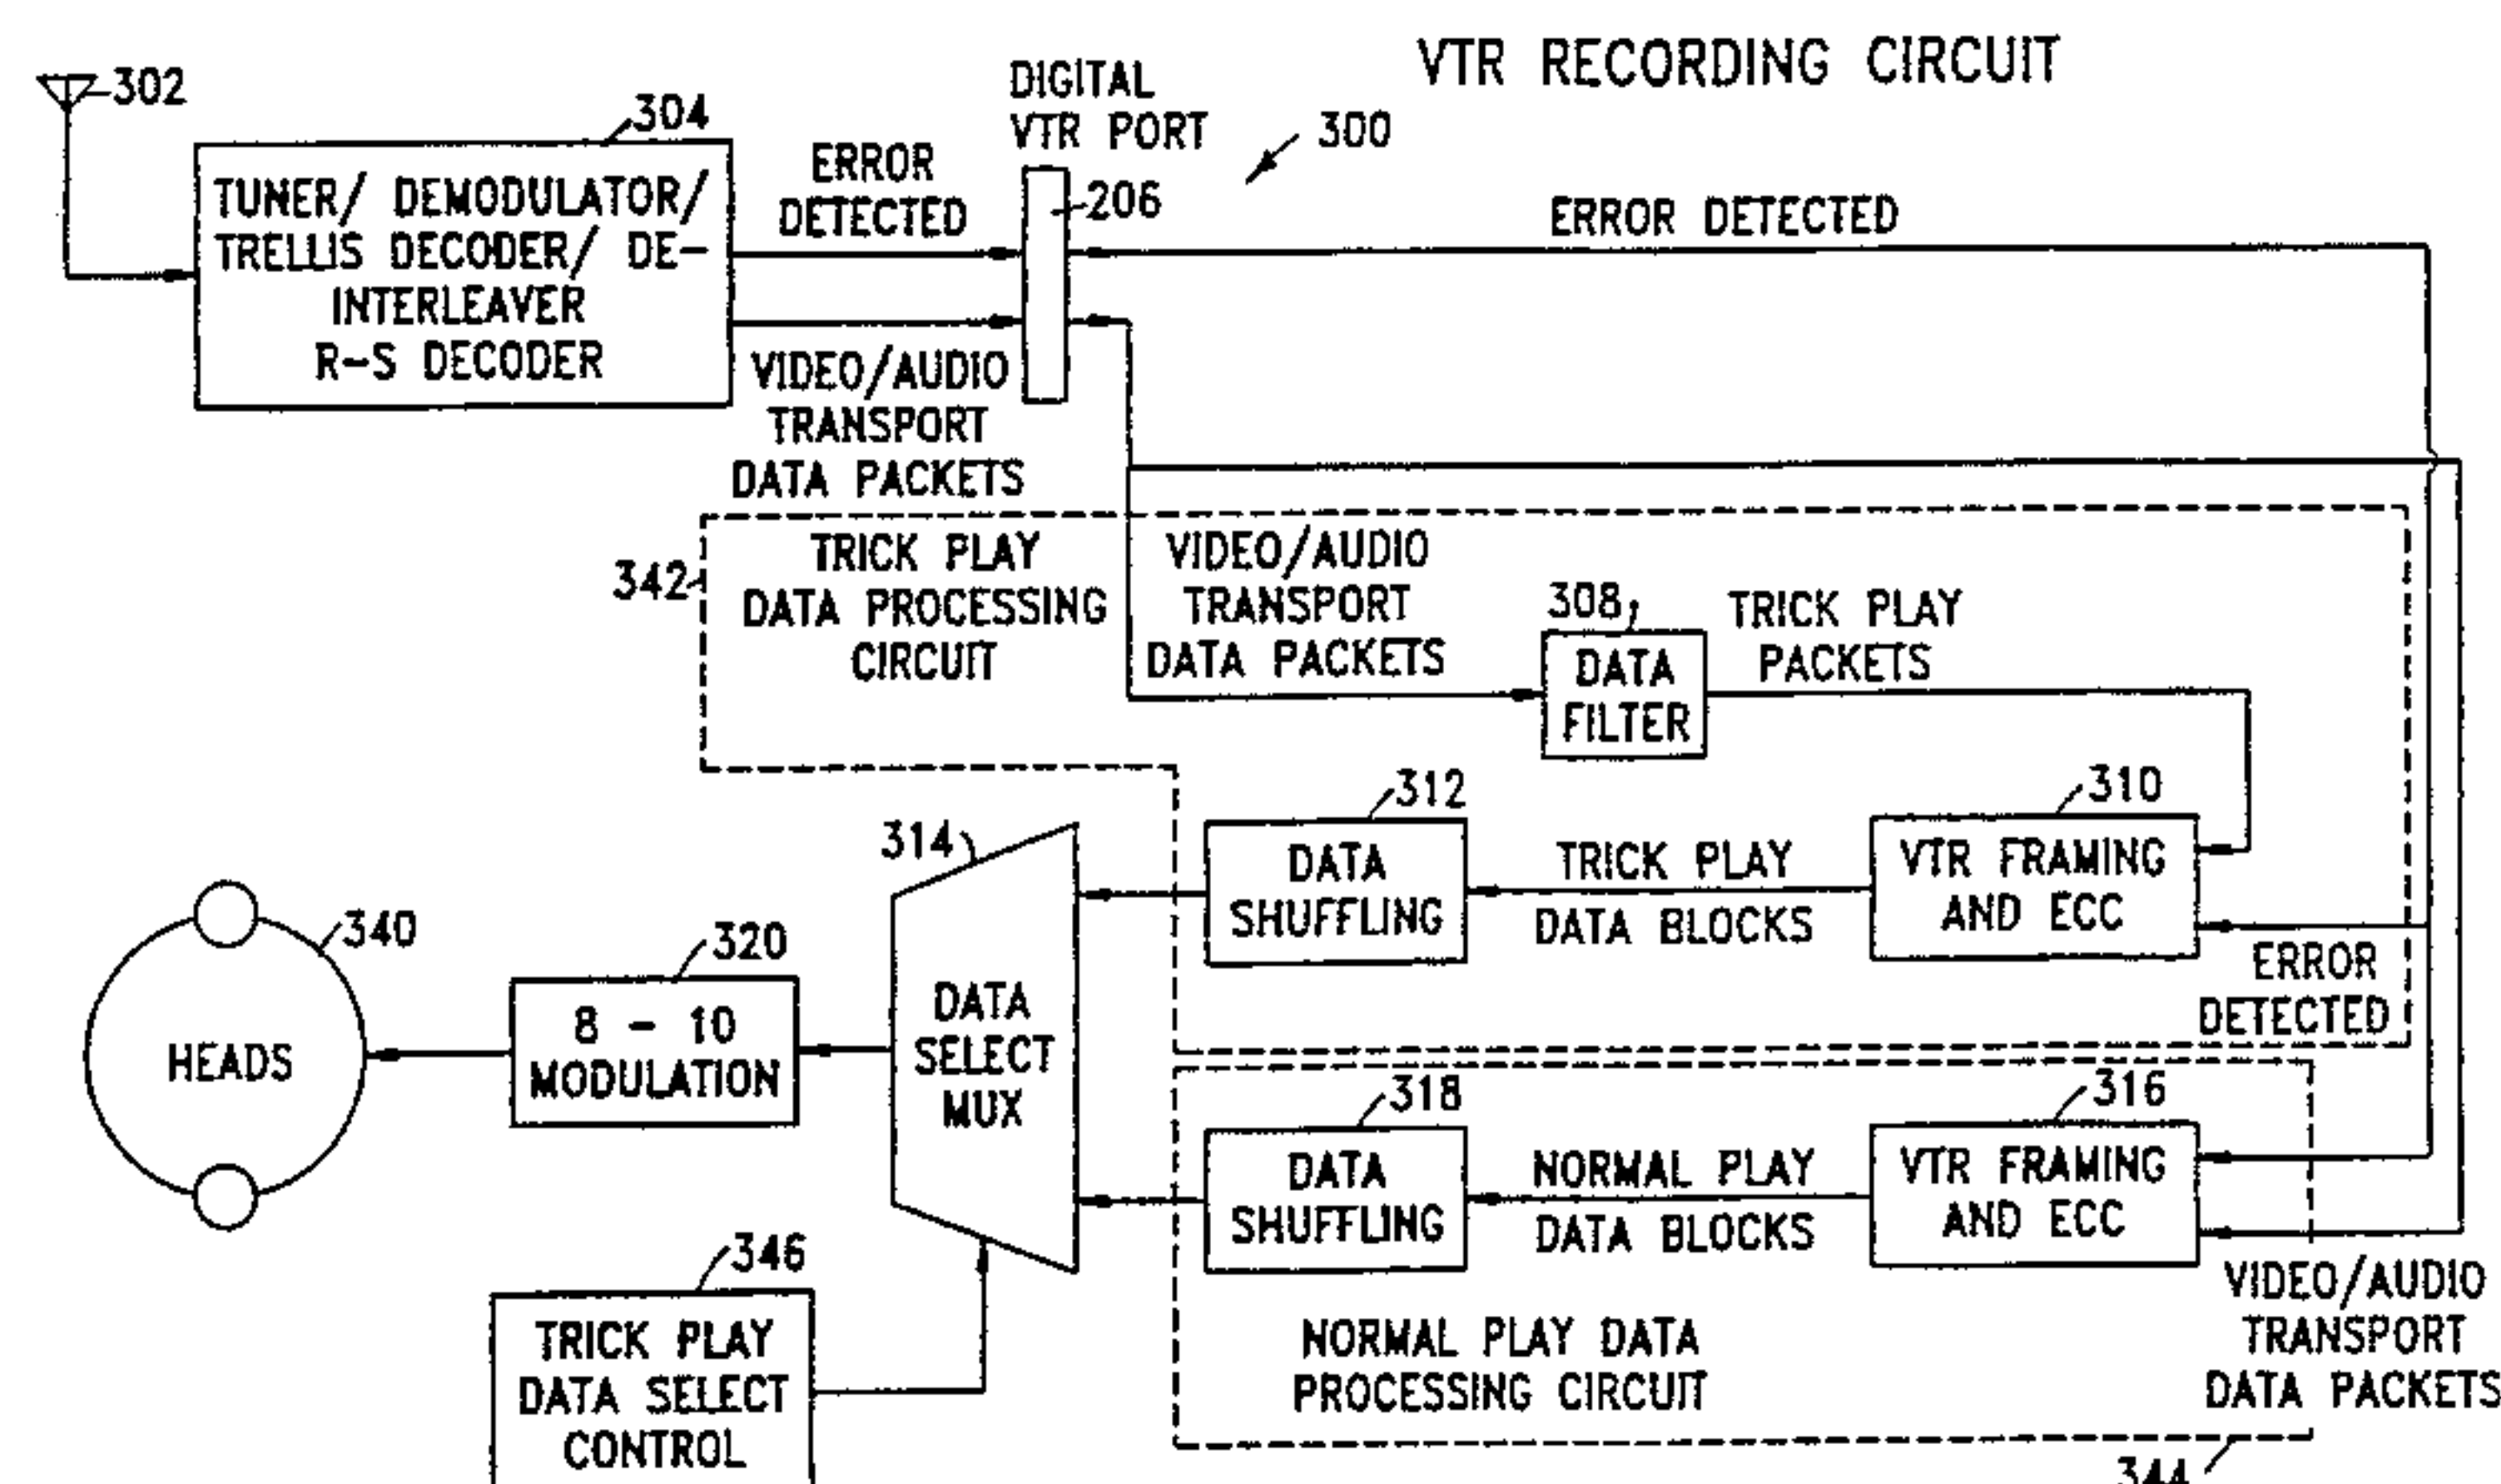 VTR RECORDING CIRCUIT
302
304
TUNER/ DEMODULATOR/
TRELLIS DECODER/ DE-
INTERLEAVER
R-S DECODER
ERROR
DETECTED
VIDEO/AUDIO
TRANSPORT
DATA PACKETS
DIGITAL
VTR PORT
206
300
ERROR DETECTED
342
TRICK PLAY
DATA PROCESSING
CIRCUIT
VIDEO/AUDIO
TRANSPORT
DATA PACKETS
308
DATA
FILTER
TRICK PLAY
PACKETS
310
VTR FRAMING
AND ECC
ERROR
DETECTED
TRICK PLAY
DATA BLOCKS
312
DATA
SHUFFLING
314
DATA
SELECT
MUX
320
8 - 10
MODULATION
340
HEADS
316
VTR FRAMING
AND ECC
NORMAL PLAY
DATA BLOCKS
318
DATA
SHUFFLING
346
TRICK PLAY
DATA SELECT
CONTROL
NORMAL PLAY DATA
PROCESSING CIRCUIT
VIDEO/AUDIO
TRANSPORT
DATA PACKETS
344